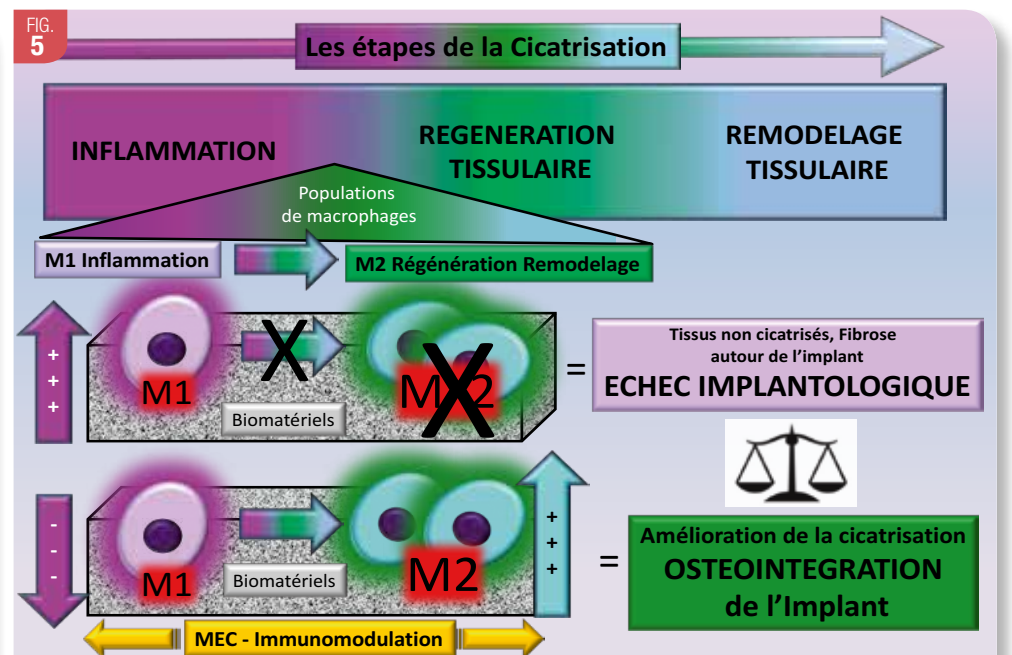 FIG.
5
Les étapes de la Cicatrisation
INFLAMMATION
REGENERATION
TISSULAIRE
REMODELAGE
TISSULAIRE
Populations
de macrophages
M1 Inflammation
M2 Régénération Remodelage
+
+
+
M1
X
Biomatériels
M2
X
=
Tissus non cicatrisés, Fibrose
autour de l'implant
ECHEC IMPLANTOLOGIQUE
-
-
-
M1
Biomatériels
M2
+
+
+
=
Amélioration de la cicatrisation
OSTEOINTEGRATION
de l'Implant
MEC - Immunomodulation